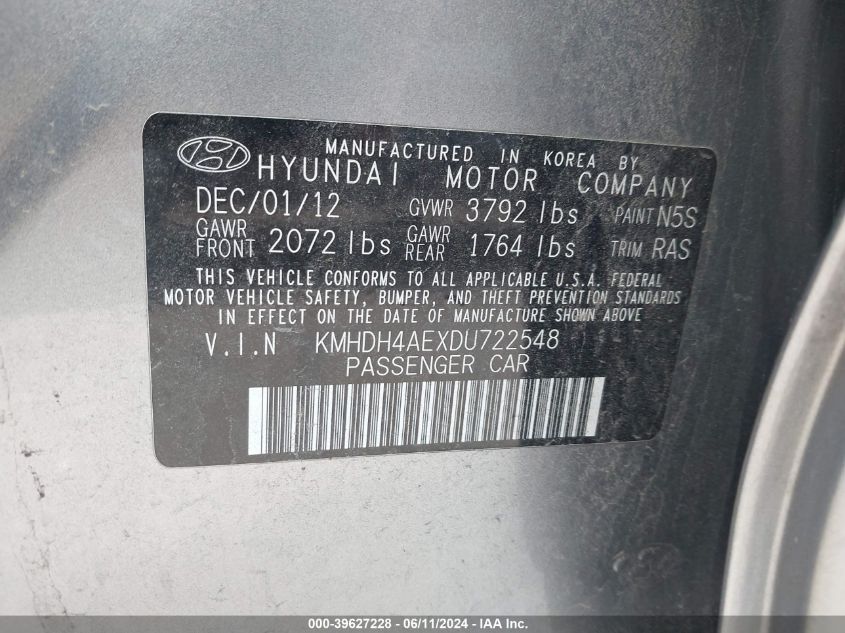 MANUFACTURED IN KOREA BY
HYUNDAI MOTOR COMPANY
DEC/01/12 GVWR 3792 lbs PAINT N5S
GAWR FRONT 2072 lbs GAWR REAR 1764 lbs TRIM RAS
THIS VEHICLE CONFORMS TO ALL APPLICABLE U.S.A. FEDERAL
MOTOR VEHICLE SAFETY, BUMPER, AND THEFT PREVENTION STANDARDS
IN EFFECT ON THE DATE OF MANUFACTURE SHOWN ABOVE
V.I.N KMHDH4AEXDU722548
PASSENGER CAR
000-39627228 - 06/11/2024 - IAA Inc.